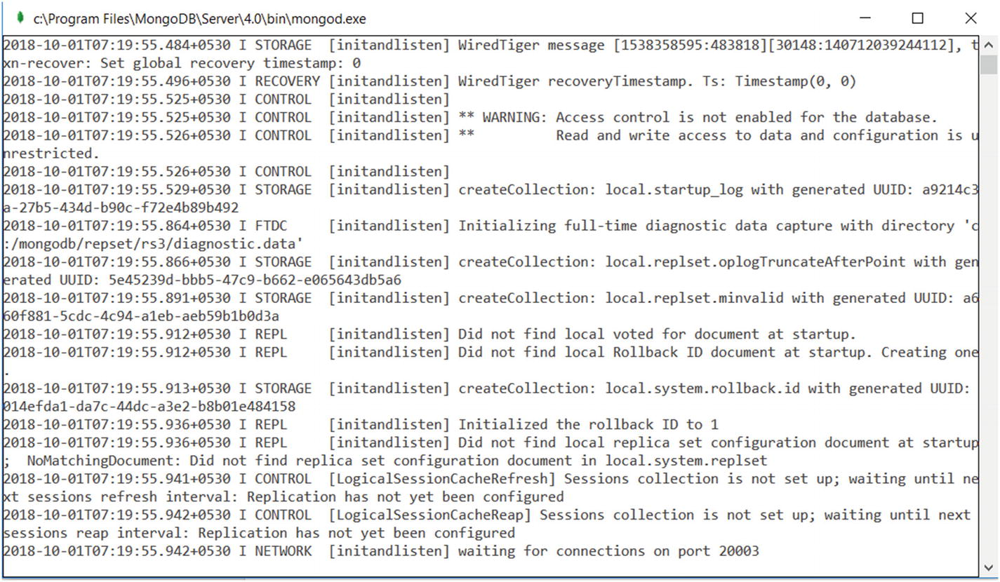 c:\Program Files\MongoDB\Server\4.0\bin\mongod.exe
2018-10-01T07:19:55.484+0530 I STORAGE  [initandlisten] WiredTiger message [1538358595:483818][30148:140712039244112], t
xn-recover: Set global recovery timestamp: 0
2018-10-01T07:19:55.496+0530 I RECOVERY [initandlisten] WiredTiger recoveryTimestamp. Ts: Timestamp(0, 0)
2018-10-01T07:19:55.525+0530 I CONTROL  [initandlisten]
2018-10-01T07:19:55.525+0530 I CONTROL  [initandlisten] ** WARNING: Access control is not enabled for the database.
2018-10-01T07:19:55.526+0530 I CONTROL  [initandlisten] **          Read and write access to data and configuration is u
nrestricted.
2018-10-01T07:19:55.526+0530 I CONTROL  [initandlisten]
2018-10-01T07:19:55.529+0530 I STORAGE  [initandlisten] createCollection: local.startup_log with generated UUID: a9214c3
a-27b5-434d-b90c-f72e4b89b492
2018-10-01T07:19:55.864+0530 I FTDC     [initandlisten] Initializing full-time diagnostic data capture with directory 'c
:/mongodb/repset/rs3/diagnostic.data'
2018-10-01T07:19:55.866+0530 I STORAGE  [initandlisten] createCollection: local.replset.oplogTruncateAfterPoint with gen
erated UUID: 5e45239d-bbb5-47c9-b662-e065643db5a6
2018-10-01T07:19:55.891+0530 I STORAGE  [initandlisten] createCollection: local.replset.minvalid with generated UUID: a6
60f881-5cdc-4c94-a1eb-aeb59b1b0d3a
2018-10-01T07:19:55.912+0530 I REPL     [initandlisten] Did not find local voted for document at startup.
2018-10-01T07:19:55.912+0530 I REPL     [initandlisten] Did not find local Rollback ID document at startup. Creating one
.
2018-10-01T07:19:55.913+0530 I STORAGE  [initandlisten] createCollection: local.system.rollback.id with generated UUID:
014efda1-da7c-44dc-a3e2-b8b01e484158
2018-10-01T07:19:55.936+0530 I REPL     [initandlisten] Initialized the rollback ID to 1
2018-10-01T07:19:55.936+0530 I REPL     [initandlisten] Did not find local replica set configuration document at startup
;  NoMatchingDocument: Did not find replica set configuration document in local.system.replset
2018-10-01T07:19:55.941+0530 I CONTROL  [LogicalSessionCacheRefresh] Sessions collection is not set up; waiting until ne
xt sessions refresh interval: Replication has not yet been configured
2018-10-01T07:19:55.942+0530 I CONTROL  [LogicalSessionCacheReap] Sessions collection is not set up; waiting until next
sessions reap interval: Replication has not yet been configured
2018-10-01T07:19:55.942+0530 I NETWORK  [initandlisten] waiting for connections on port 20003